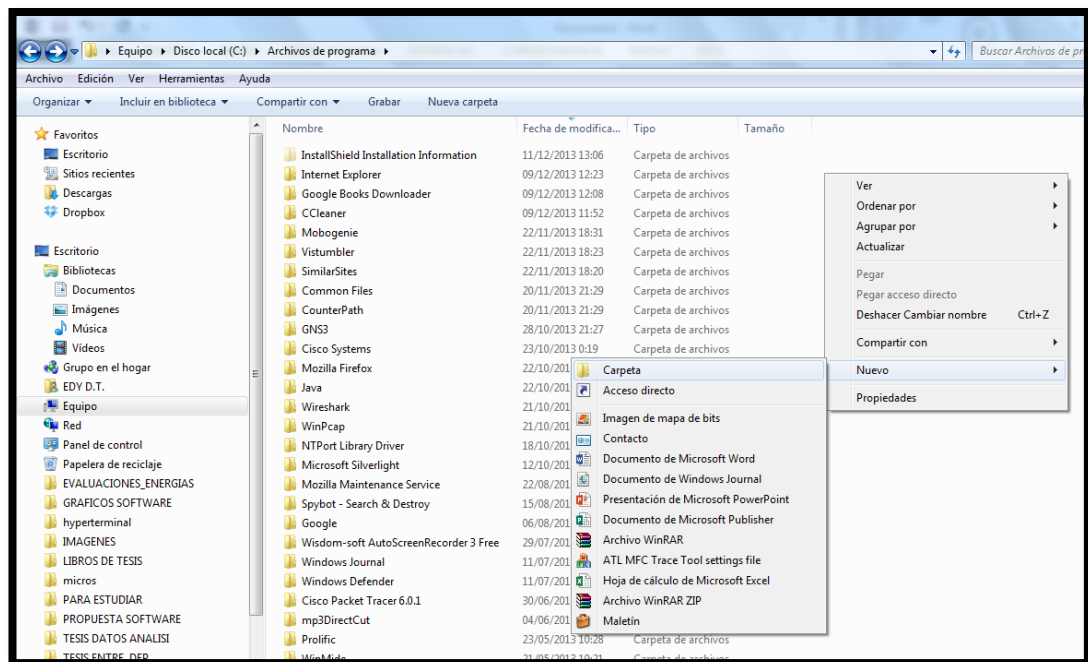 Equipo ▸ Disco local (C:) ▸ Archivos de programa ▸
Buscar Archivos de pr
Archivo Edición Ver Herramientas Ayuda
Organizar Incluir en biblioteca Compartir con Grabar Nueva carpeta
Favoritos
Escritorio
Sitios recientes
Descargas
Dropbox
Escritorio
Bibliotecas
Documentos
Imágenes
Música
Vídeos
Grupo en el hogar
EDY D.T.
Equipo
Red
Panel de control
Papelera de reciclaje
EVALUACIONES_ENERGIAS
GRAFICOS SOFTWARE
hyperterminal
IMAGENES
LIBROS DE TESIS
micros
PARA ESTUDIAR
PROPUESTA SOFTWARE
TESIS DATOS ANALISI
TESIS ENTRE_DEP
Nombre Fecha de modifica... Tipo Tamaño
InstallShield Installation Information 11/12/2013 13:06 Carpeta de archivos
Internet Explorer 09/12/2013 12:23 Carpeta de archivos
Google Books Downloader 09/12/2013 12:08 Carpeta de archivos
CCleaner 09/12/2013 11:52 Carpeta de archivos
Mobogenie 22/11/2013 18:31 Carpeta de archivos
Vistumbler 22/11/2013 18:23 Carpeta de archivos
SimilarSites 22/11/2013 18:20 Carpeta de archivos
Common Files 20/11/2013 21:29 Carpeta de archivos
CounterPath 20/11/2013 21:29 Carpeta de archivos
GNS3 28/10/2013 21:27 Carpeta de archivos
Cisco Systems 23/10/2013 0:19 Carpeta de archivos
Mozilla Firefox 22/10/201
Java 22/10/201
Wireshark 21/10/201
WinPcap 21/10/201
NTPort Library Driver 18/10/201
Microsoft Silverlight 12/10/201
Mozilla Maintenance Service 22/08/201
Spybot - Search & Destroy 15/08/201
Google 06/08/201
Wisdom-soft AutoScreenRecorder 3 Free 29/07/201
Windows Journal 11/07/201
Windows Defender 11/07/201
Cisco Packet Tracer 6.0.1 30/06/201
mp3DirectCut 04/06/201
Prolific 23/05/2013 10:28 Carpeta de archivos
21/05/2013 19:21 Carpeta de archivos
Carpeta
Acceso directo
Imagen de mapa de bits
Contacto
Documento de Microsoft Word
Documento de Windows Journal
Presentación de Microsoft PowerPoint
Documento de Microsoft Publisher
Archivo WinRAR
ATL MFC Trace Tool settings file
Hoja de cálculo de Microsoft Excel
Archivo WinRAR ZIP
Maletín
Ver
Ordenar por
Agrupar por
Actualizar
Pegar
Pegar acceso directo
Deshacer Cambiar nombre Ctrl+Z
Compartir con
Nuevo
Propiedades